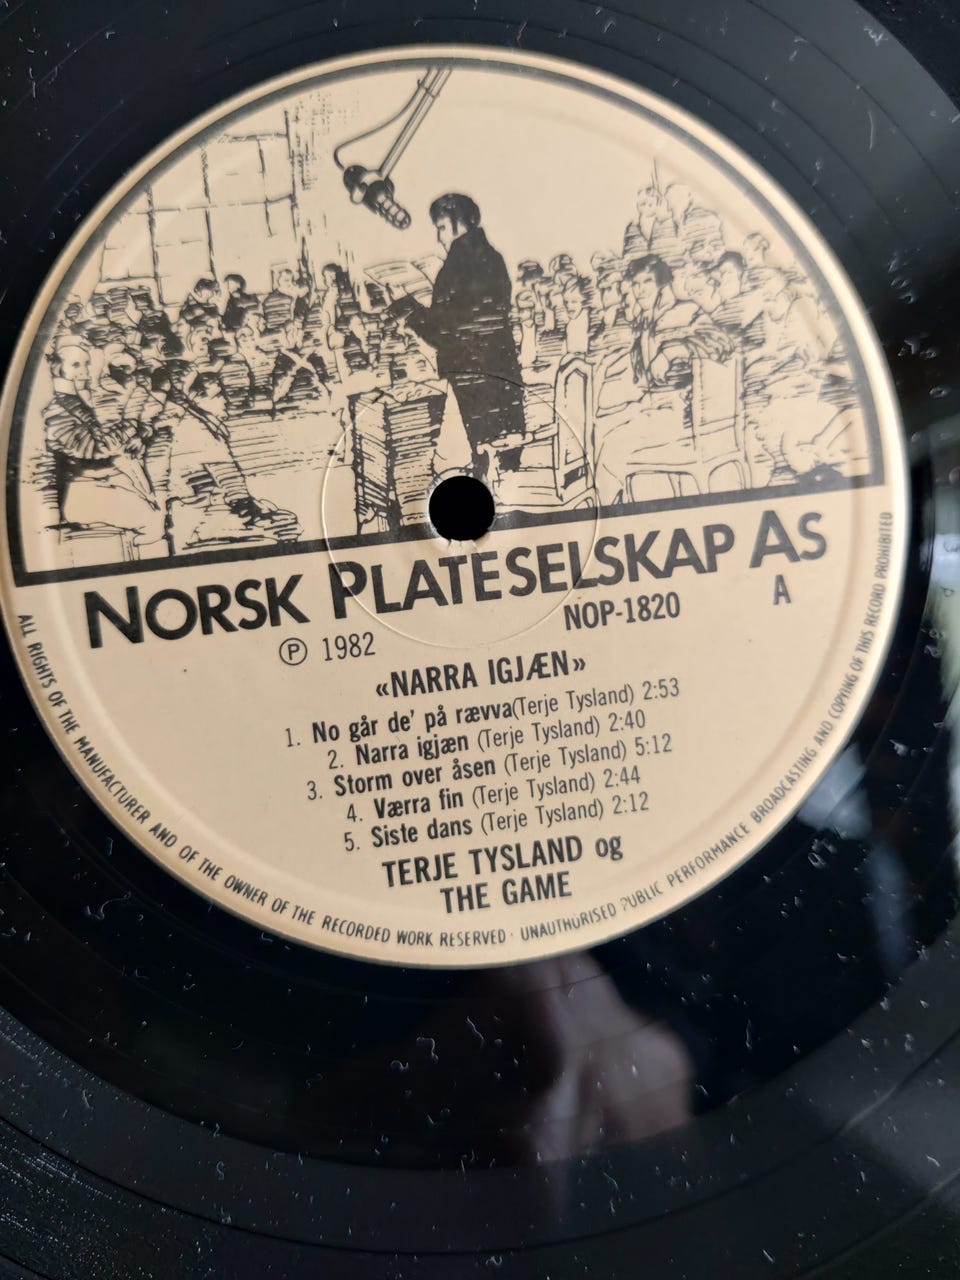 NORSK PLATESELSKAP AS
Ⓟ 1982
NOP-1820
A
«NARRA IGJÆN»
1. No går de' på rævva(Terje Tysland) 2:53
2. Narra igjæn (Terje Tysland) 2:40
3. Storm over åsen (Terje Tysland) 5:12
4. Værra fin (Terje Tysland) 2:44
5. Siste dans (Terje Tysland) 2:12
TERJE TYSLAND og
THE GAME
ALL RIGHTS OF THE MANUFACTURER AND OF THE OWNER OF THE RECORDED WORK RESERVED · UNAUTHORISED PUBLIC PERFORMANCE BROADCASTING AND COPYING OF THIS RECORD PROHIBITED